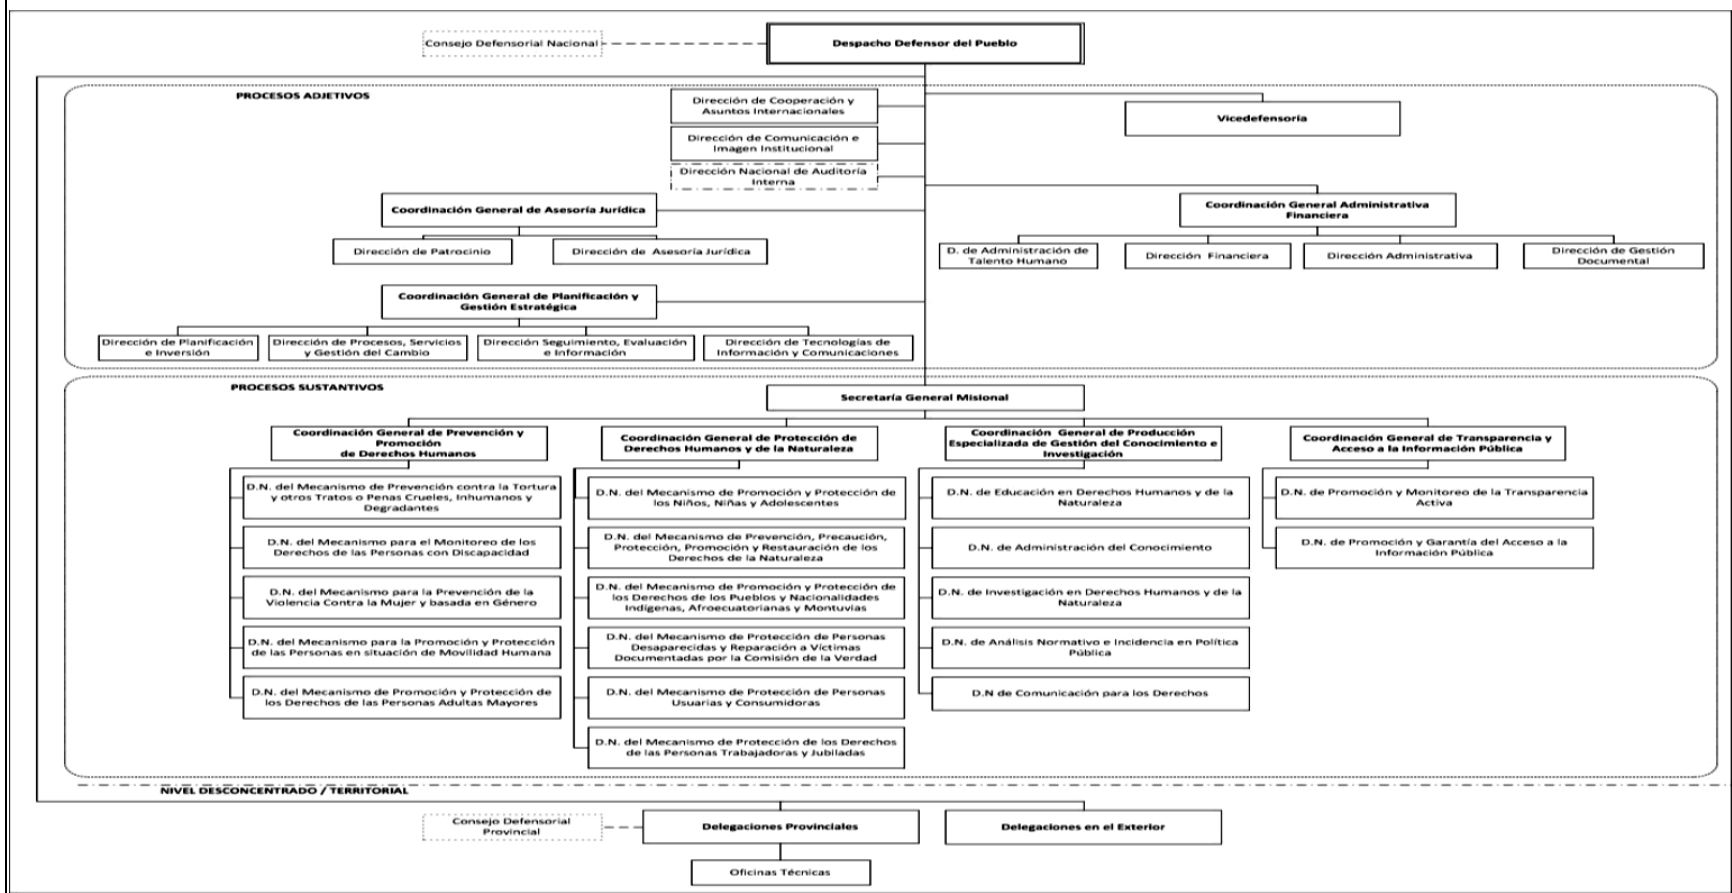 Consejo Defensorial Nacional
Despacho Defensor del Pueblo
PROCESOS ADJETIVOS
Dirección de Cooperación y
Asuntos Internacionales
Vicedefensoría
Dirección de Comunicación e
Imagen Institucional
Dirección Nacional de Auditoría
Interna
Coordinación General de Asesoría Jurídica
Coordinación General Administrativa
Financiera
Dirección de Patrocinio
Dirección de Asesoría Jurídica
D. de Administración de
Talento Humano
Dirección Financiera
Dirección Administrativa
Dirección de Gestión
Documental
Coordinación General de Planificación y
Gestión Estratégica
Dirección de Planificación
e Inversión
Dirección de Procesos, Servicios
y Gestión del Cambio
Dirección Seguimiento, Evaluación
e Información
Dirección de Tecnologías de
Información y Comunicaciones
PROCESOS SUSTANTIVOS
Secretaría General Misional
Coordinación General de Prevención y
Promoción
de Derechos Humanos
Coordinación General de Protección de
Derechos Humanos y de la Naturaleza
Coordinación General de Producción
Especializada de Gestión del Conocimiento e
Investigación
Coordinación General de Transparencia y
Acceso a la Información Pública
D.N. del Mecanismo de Prevención contra la Tortura
y otros Tratos o Penas Crueles, Inhumanos y
Degradantes
D.N. del Mecanismo para el Monitoreo de los
Derechos de las Personas con Discapacidad
D.N. del Mecanismo para la Prevención de la
Violencia Contra la Mujer y basada en Género
D.N. del Mecanismo para la Promoción y Protección
de las Personas en situación de Movilidad Humana
D.N. del Mecanismo de Promoción y Protección de
los Derechos de las Personas Adultas Mayores
D.N. del Mecanismo de Promoción y Protección de
los Niños, Niñas y Adolescentes
D.N. del Mecanismo de Prevención, Precaución,
Protección, Promoción y Restauración de los
Derechos de la Naturaleza
D.N. del Mecanismo de Promoción y Protección de
los Derechos de los Pueblos y Nacionalidades
Indígenas, Afroecuatorianas y Montuvias
D.N. del Mecanismo de Protección de Personas
Desaparecidas y Reparación a Víctimas
Documentadas por la Comisión de la Verdad
D.N. del Mecanismo de Protección de Personas
Usuarias y Consumidoras
D.N. del Mecanismo de Protección de los Derechos
de las Personas Trabajadoras y Jubiladas
D.N. de Educación en Derechos Humanos y de la
Naturaleza
D.N. de Administración del Conocimiento
D.N. de Investigación en Derechos Humanos y de la
Naturaleza
D.N. de Análisis Normativo e Incidencia en Política
Pública
D.N de Comunicación para los Derechos
D.N. de Promoción y Monitoreo de la Transparencia
Activa
D.N. de Promoción y Garantía del Acceso a la
Información Pública
NIVEL DESCONCENTRADO / TERRITORIAL
Consejo Defensorial
Provincial
Delegaciones Provinciales
Delegaciones en el Exterior
Oficinas Técnicas